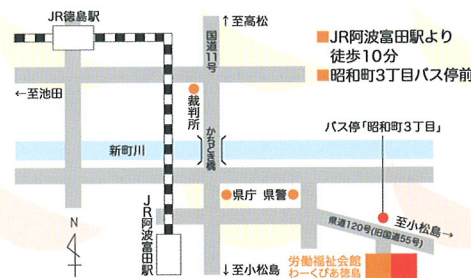 JR徳島駅
↑至高松
国道11号
■JR阿波富田駅より
徒歩10分
■昭和町3丁目バス停前
←至池田
裁判所
かちどき橋
バス停「昭和町3丁目」
新町川
県庁 県警
N
JR阿波富田駅
県道120号(旧国道55号)
至小松島→
↓至小松島
労働福祉会館
わーくぴあ徳島